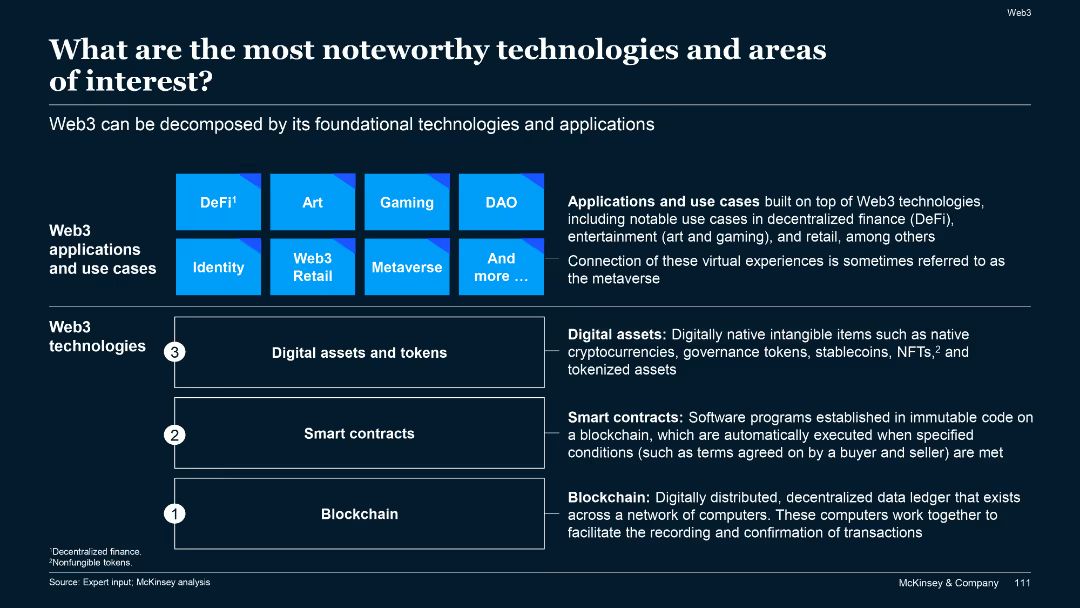 Web3
What are the most noteworthy technologies and areas
of interest?
Web3 can be decomposed by its foundational technologies and applications
Web3
applications
and use cases
DeFi¹
Art
Gaming
DAO
Identity
Web3
Retail
Metaverse
And
more …
Applications and use cases built on top of Web3 technologies,
including notable use cases in decentralized finance (DeFi),
entertainment (art and gaming), and retail, among others
Connection of these virtual experiences is sometimes referred to as
the metaverse
Web3
technologies
3
Digital assets and tokens
Digital assets: Digitally native intangible items such as native
cryptocurrencies, governance tokens, stablecoins, NFTs,² and
tokenized assets
2
Smart contracts
Smart contracts: Software programs established in immutable code on
a blockchain, which are automatically executed when specified
conditions (such as terms agreed on by a buyer and seller) are met
1
Blockchain
Blockchain: Digitally distributed, decentralized data ledger that exists
across a network of computers. These computers work together to
facilitate the recording and confirmation of transactions
¹Decentralized finance.
²Nonfungible tokens.
Source: Expert input; McKinsey analysis
McKinsey & Company 111